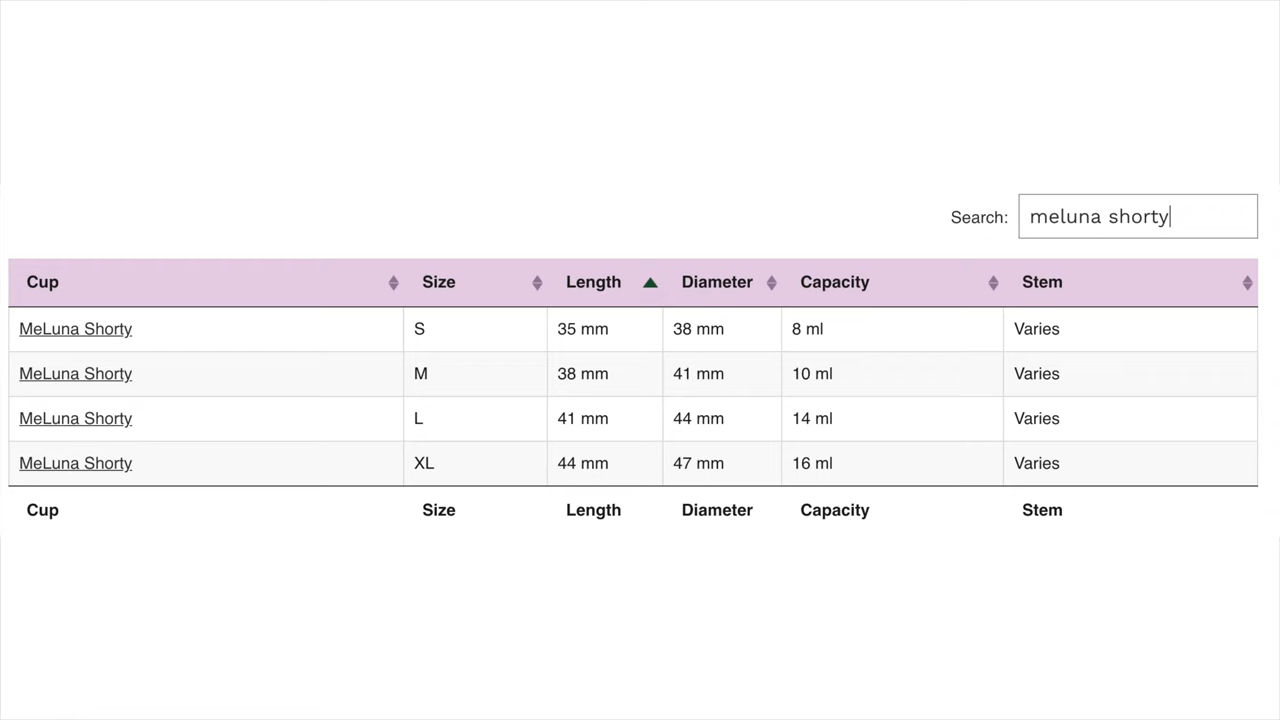 Search: meluna shorty
Cup Size Length Diameter Capacity Stem
MeLuna Shorty S 35 mm 38 mm 8 ml Varies
MeLuna Shorty M 38 mm 41 mm 10 ml Varies
MeLuna Shorty L 41 mm 44 mm 14 ml Varies
MeLuna Shorty XL 44 mm 47 mm 16 ml Varies
Cup Size Length Diameter Capacity Stem